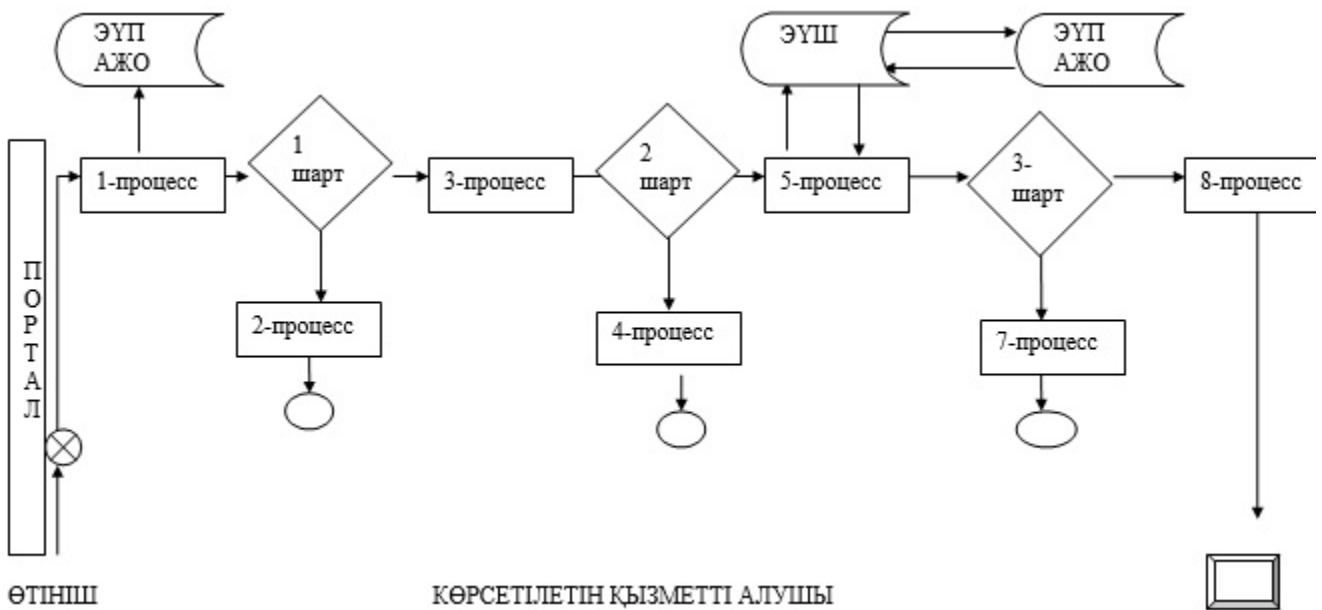 ЭҮП
АЖО
ЭҮШ
ЭҮП
АЖО
1
шарт
2
шарт
3-
шарт
1-процесс
3-процесс
5-процесс
8-процесс
ПОРТАЛ
2-процесс
4-процесс
7-процесс
ӨТІНІШ
КӨРСЕТІЛЕТІН ҚЫЗМЕТТІ АЛУШЫ